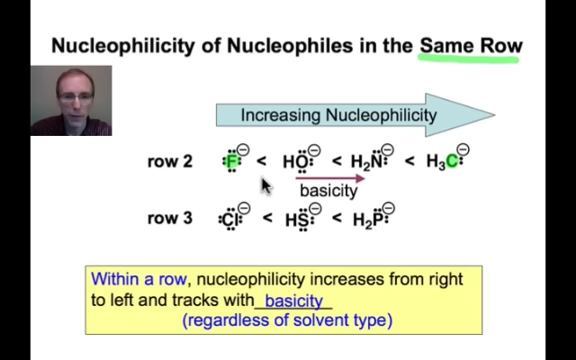 Nucleophilicity of Nucleophiles in the Same Row
Increasing Nucleophilicity
row 2 :F:⊖ < HO:⊖ < H₂N:⊖ < H₃C:⊖
basicity
row 3 :Cl:⊖ < HS:⊖ < H₂P:⊖
Within a row, nucleophilicity increases from right
to left and tracks with basicity
(regardless of solvent type)